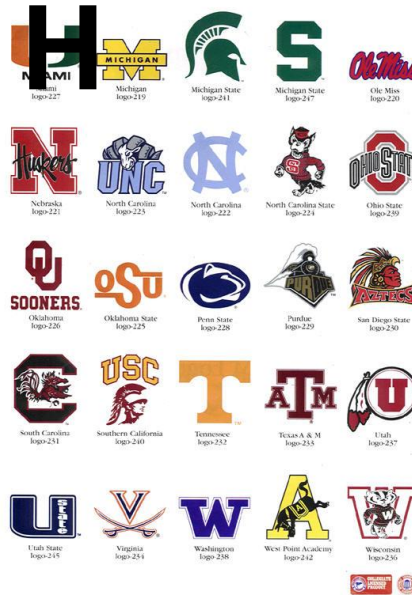 H
MIAMI
MICHIGAN
Ole Miss
Michigan
logo-219
Michigan State
logo-241
Michigan State
logo-247
Ole Miss
logo-220
logo-227
Huskers
UNC
S
OHIO STATE
Nebraska
logo-221
North Carolina
logo-223
North Carolina
logo-222
North Carolina State
logo-224
Ohio State
logo-239
OU
SOONERS
OSU
PURDUE
AZTECS
Oklahoma
logo-226
Oklahoma State
logo-225
Penn State
logo-228
Purdue
logo-229
San Diego State
logo-230
C
USC
T
ATM
U
South Carolina
logo-231
Southern California
logo-240
Tennessee
logo-232
Texas A & M
logo-233
Utah
logo-237
U State
V
W
A
W
Utah State
logo-245
Virginia
logo-234
Washington
logo-238
West Point Academy
logo-242
Wisconsin
logo-236
COLLEGIATE
LICENSED
PRODUCT